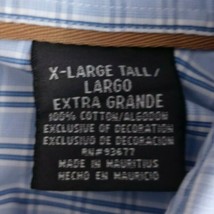 X-LARGE TALL/
LARGO
EXTRA GRANDE
100% COTTON/ALGODON
EXCLUSIVE OF DECORATION
EXCLUSIVO DE DECORACION
RN#93677
MADE IN MAURITIUS
HECHO EN MAURICIO